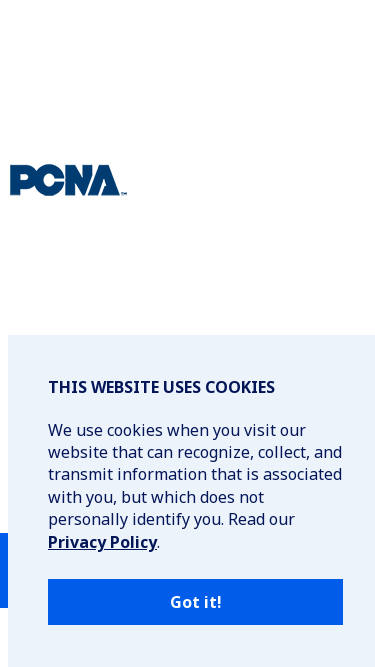 PCNA™
THIS WEBSITE USES COOKIES
We use cookies when you visit our
website that can recognize, collect, and
transmit information that is associated
with you, but which does not
personally identify you. Read our
Privacy Policy.
Got it!